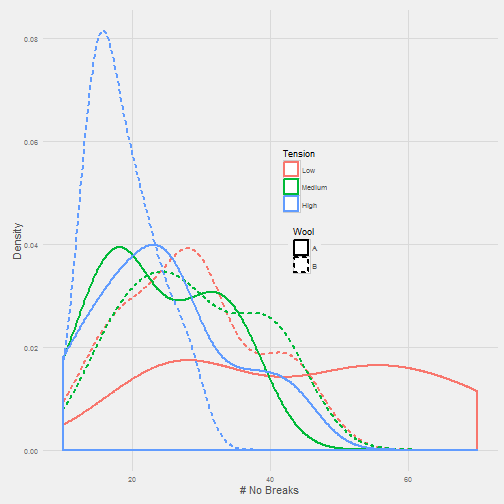 0.08
0.06
0.04
0.02
0.00
Density
Tension
Low
Medium
High
Wool
A
B
20
40
60
# No Breaks